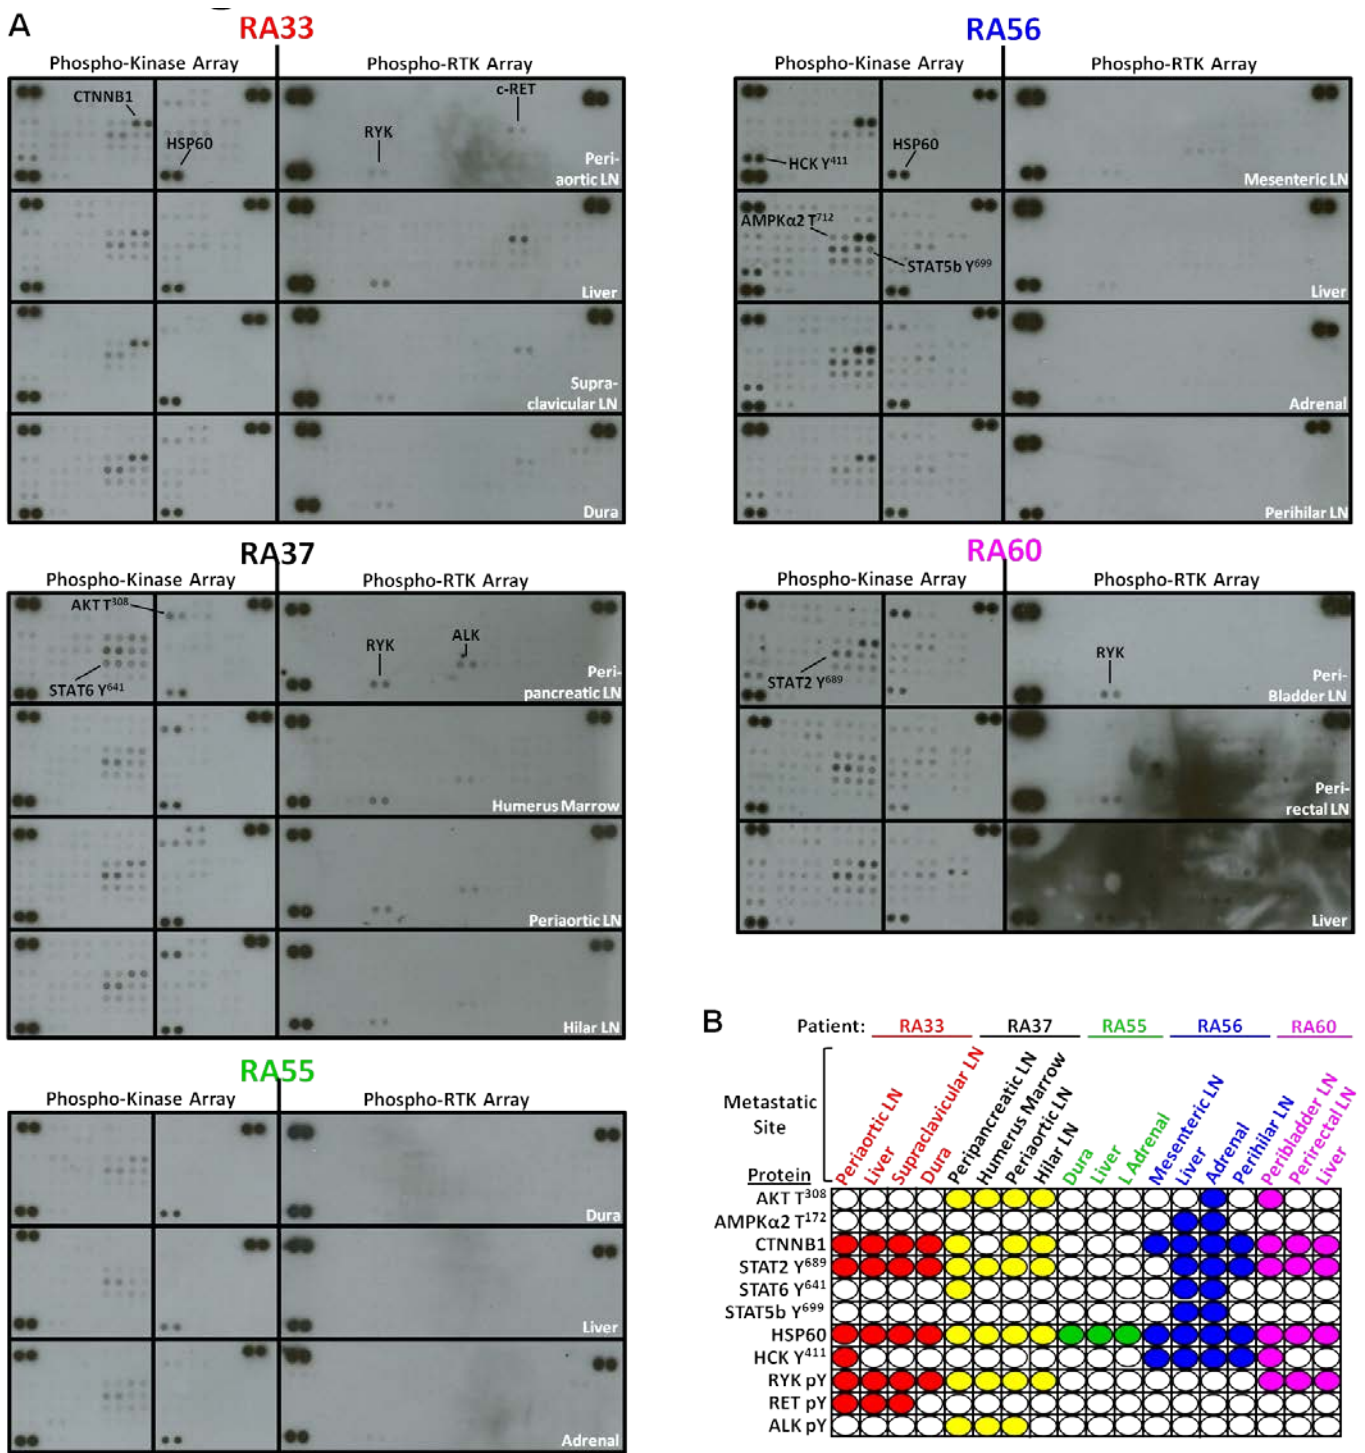 A
RA33
Phospho-Kinase Array
Phospho-RTK Array
CTNNB1
HSP60
RYK
c-RET
Peri-
aortic LN
Liver
Supra-
clavicular LN
Dura
RA56
Phospho-Kinase Array
Phospho-RTK Array
HCK Y411
HSP60
Mesenteric LN
AMPKα2 T712
STAT5b Y699
Liver
Adrenal
Perihilar LN
RA37
Phospho-Kinase Array
Phospho-RTK Array
AKT T308
STAT6 Y641
RYK
ALK
Peri-
pancreatic LN
Humerus Marrow
Periaortic LN
Hilar LN
RA60
Phospho-Kinase Array
Phospho-RTK Array
STAT2 Y689
RYK
Peri-
Bladder LN
Peri-
rectal LN
Liver
RA55
Phospho-Kinase Array
Phospho-RTK Array
Dura
Liver
Adrenal
B
Patient: RA33 RA37 RA55 RA56 RA60
Metastatic
Site
Periaortic LN
Liver
Supraclavicular LN
Dura
Peripancreatic LN
Humerus Marrow
Periaortic LN
Hilar LN
Dura
Liver
L Adrenal
Mesenteric LN
Liver
Adrenal
Perihilar LN
Peribladder LN
Perirectal LN
Liver
Protein
AKT T308
AMPKα2 T172
CTNNB1
STAT2 Y689
STAT6 Y641
STAT5b Y699
HSP60
HCK Y411
RYK pY
RET pY
ALK pY